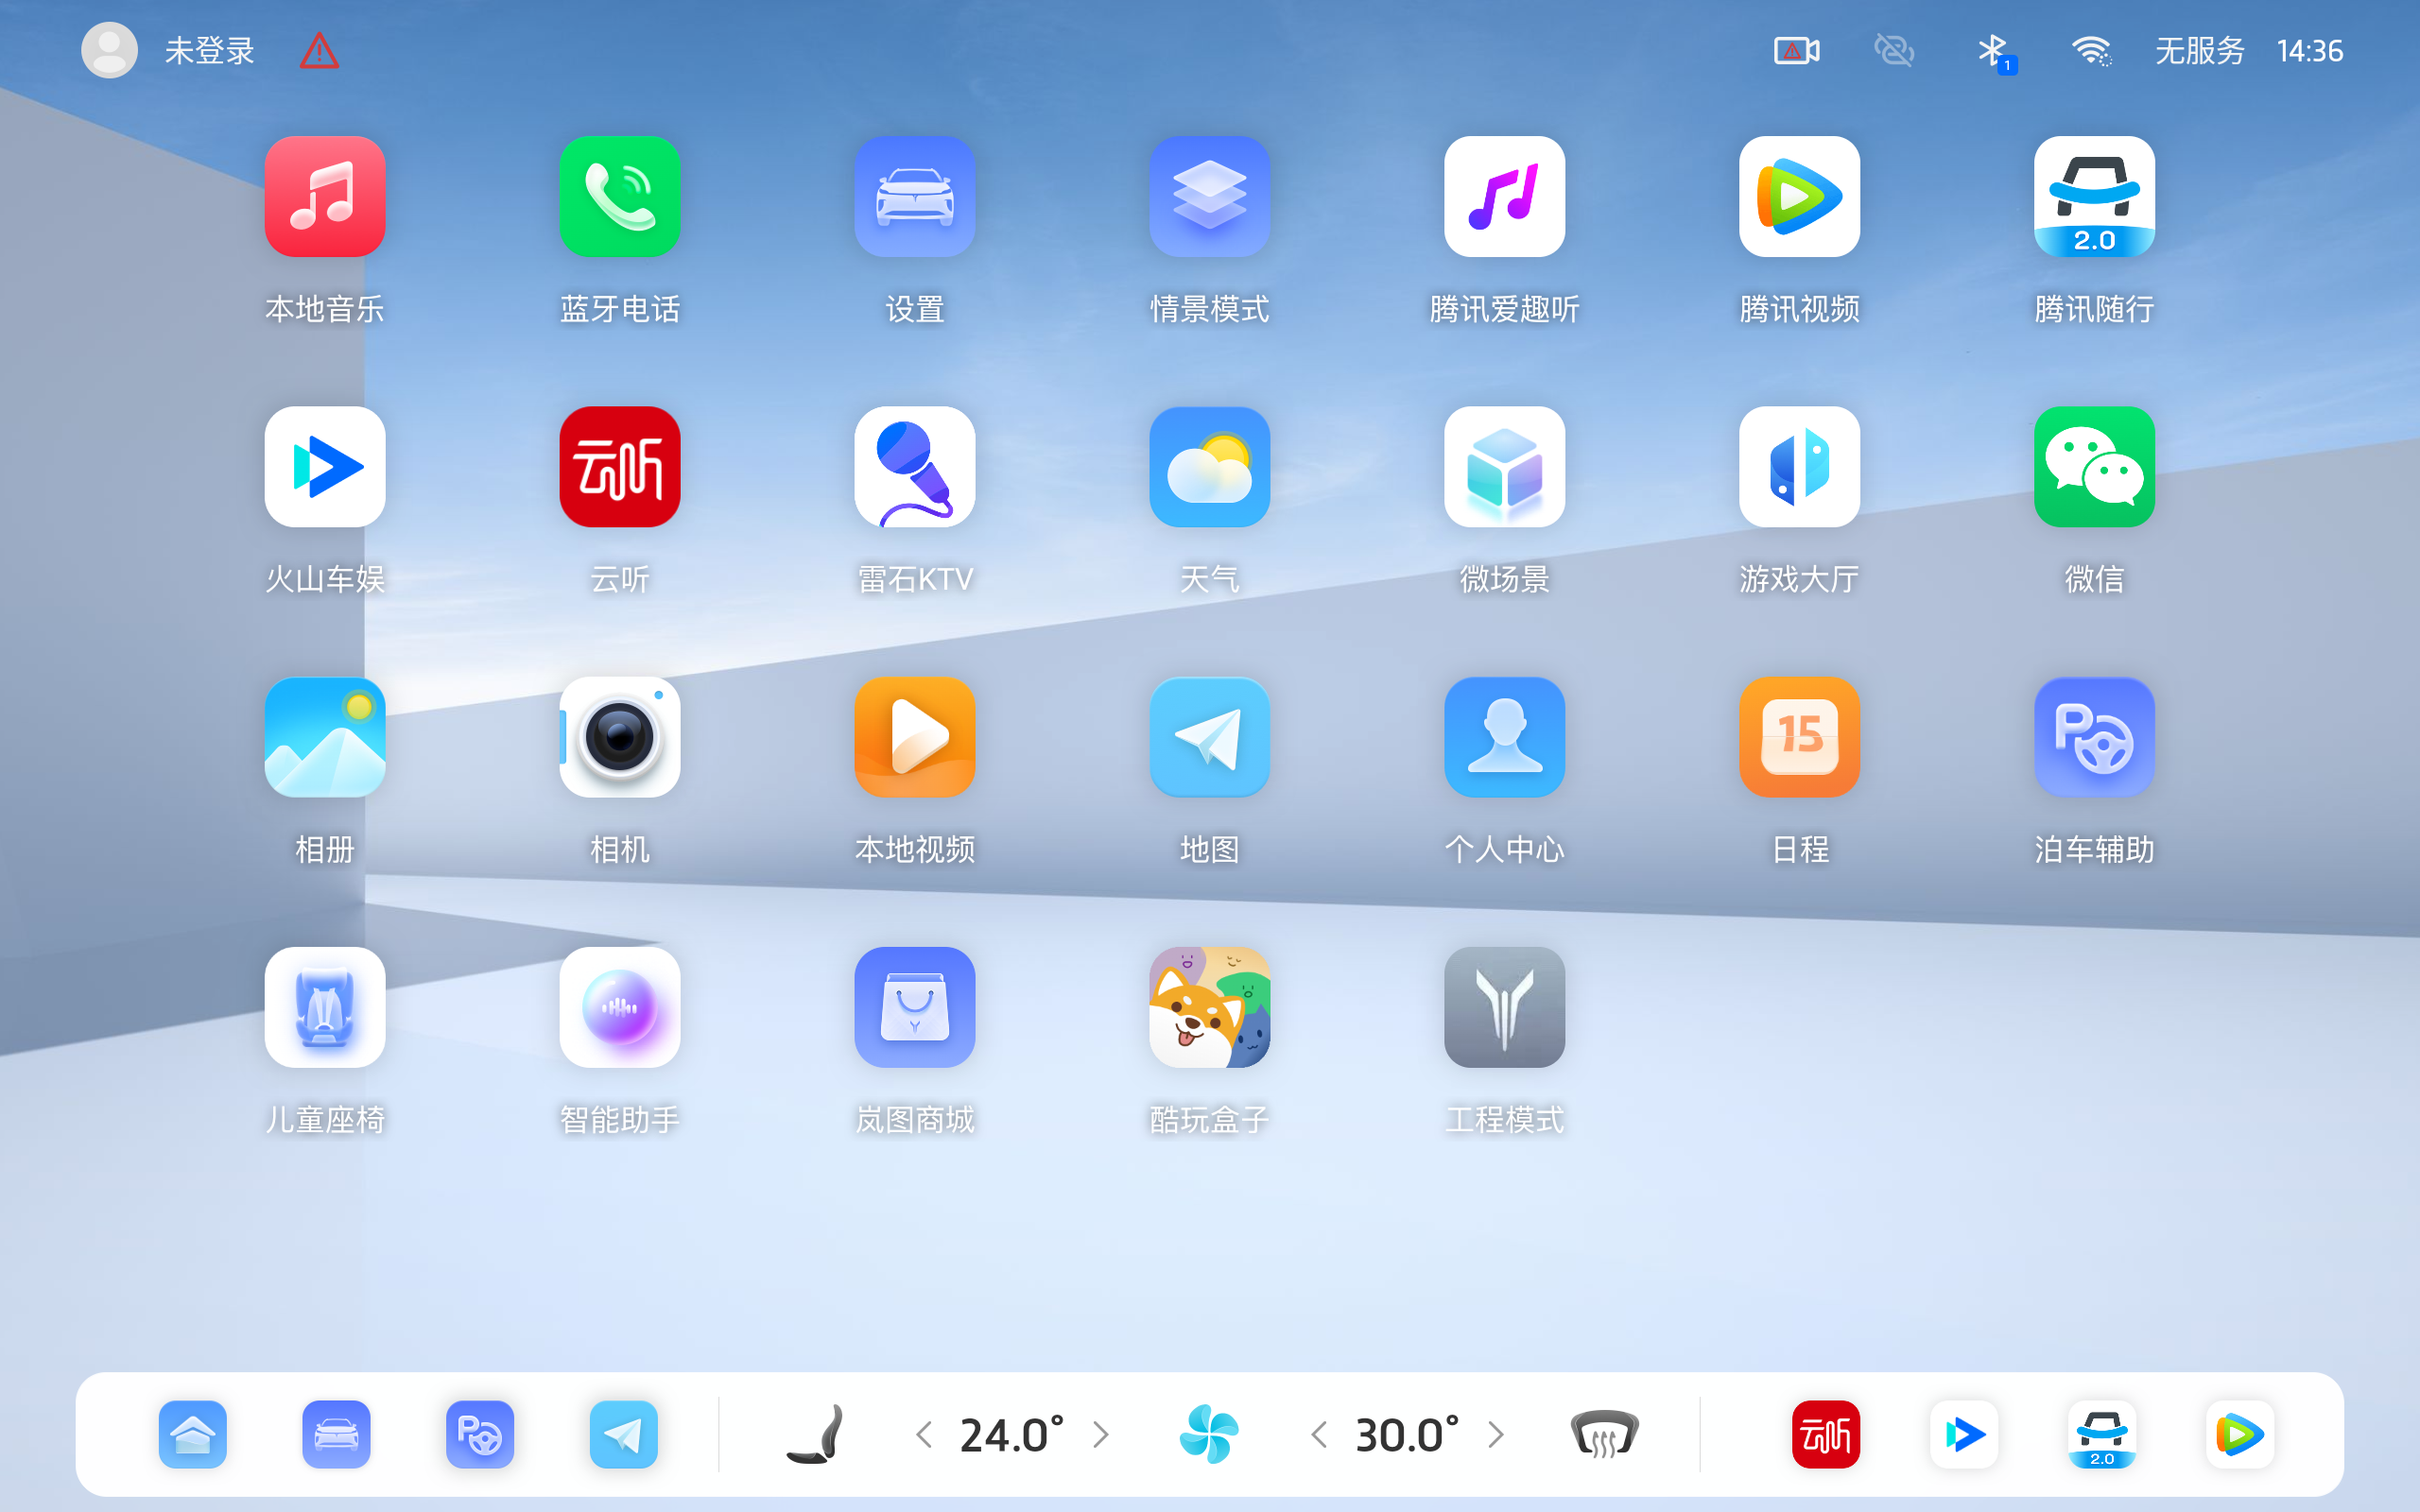 未登录
1
无服务 14:36
2.0
本地音乐 蓝牙电话 设置 情景模式 腾讯爱趣听 腾讯视频 腾讯随行
云听
火山车娱 云听 雷石KTV 天气 微场景 游戏大厅 微信
15 P
相册 相机 本地视频 地图 个人中心 日程 泊车辅助
儿童座椅 智能助手 岚图商城 酷玩盒子 工程模式
P 24.0° 30.0° 云听 2.0